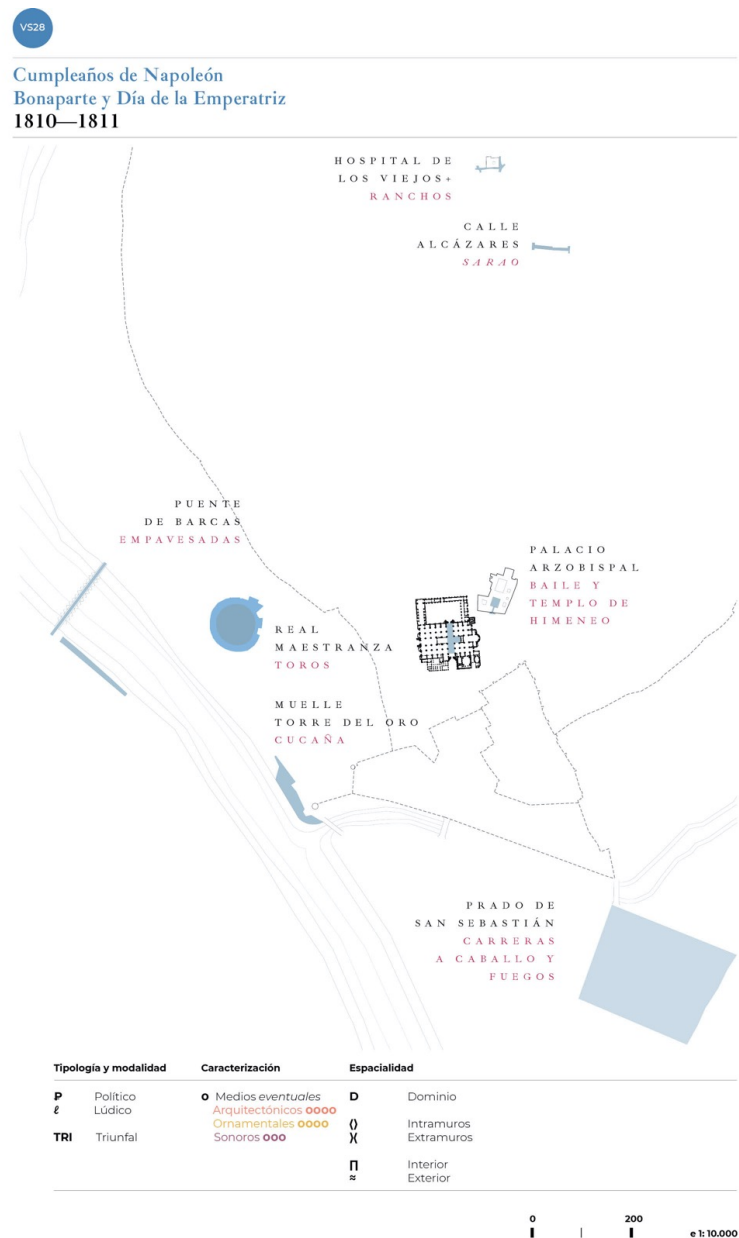 VS28
Cumpleaños de Napoleón
Bonaparte y Día de la Emperatriz
1810—1811
HOSPITAL DE
LOS VIEJOS+
RANCHOS
CALLE
ALCÁZARES
SARAO
PUENTE
DE BARCAS
EMPAVESADAS
PALACIO
ARZOBISPAL
BAILE Y
TEMPLO DE
HIMENEO
REAL
MAESTRANZA
TOROS
MUELLE
TORRE DEL ORO
CUCAÑA
PRADO DE
SAN SEBASTIÁN
CARRERAS
A CABALLO Y
FUEGOS
Tipología y modalidad Caracterización Espacialidad
P Político o Medios eventuales D Dominio
ℓ Lúdico Arquitectónicos oooo
Ornamentales oooo ⟨⟩ Intramuros
TRI Triunfal Sonoros ooo )( Extramuros
Π Interior
≈ Exterior
0 200
e 1: 10.000